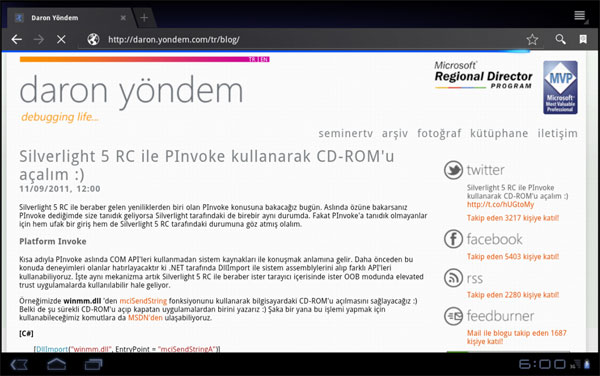 Daron Yöndem
http://daron.yondem.com/tr/blog/
TR | EN
daron yöndem
debugging life...
Microsoft
Regional Director
PROGRAM
MVP
Microsoft
Most Valuable
Professional
seminertv arşiv fotoğraf kütüphane iletişim
Silverlight 5 RC ile PInvoke kullanarak CD-ROM'u
açalım :)
11/09/2011, 12:00
Silverlight 5 RC ile beraber gelen yeniliklerden biri olan PInvoke konusuna bakacağız bugün. Aslında özüne bakarsanız
PInvoke dediğimde size tanıdık geliyorsa Silverlight tarafındaki de birebir aynı durumda. Fakat PInvoke'a tanıdık olmayanlar
için hem ufak bir giriş hem de Silverlight 5 RC tarafındaki durumuna göz atmış olalım.
Platform Invoke
Kısa adıyla PInvoke aslında COM API'leri kullanmadan sistem kaynakları ile konuşmak anlamına gelir. Daha önceden bu
konuda deneyimleri olanlar hatırlayacaktır ki .NET tarafında DllImport ile sistem assemblylerini alıp farklı API'leri
kullanabiliyoruz. İşte aynı mekanizma artık Silverlight 5 RC ile beraber ister tarayıcı içerisinde ister OOB modunda elevated
trust uygulamalarda kullanılabilir hale geliyor.
Örneğimizde winmm.dll 'den mciSendString fonksiyonunu kullanarak bilgisayardaki CD-ROM'u açılmasını sağlayacağız :)
Belki de şu sürekli CD-ROM'u açıp kapatan uygulamalardan birini yazarız :) Şaka bir yana bu işlemi yapmak için
kullanabileceğimiz komutlara da MSDN'den ulaşabiliyoruz.
[C#]
[DllImport("winmm.dll", EntryPoint = "mciSendStringA")]
twitter
Silverlight 5 RC ile PInvoke
kullanarak CD-ROM'u açalım :)
http://t.co/hUGtoMy
Takip eden 3217 kişiye katıl!
facebook
Takip eden 5403 kişiye katıl!
rss
Takip eden 2280 kişiye katıl!
feedburner
Mail ile blogu takip eden 1687
kişiye katıl!
6:00